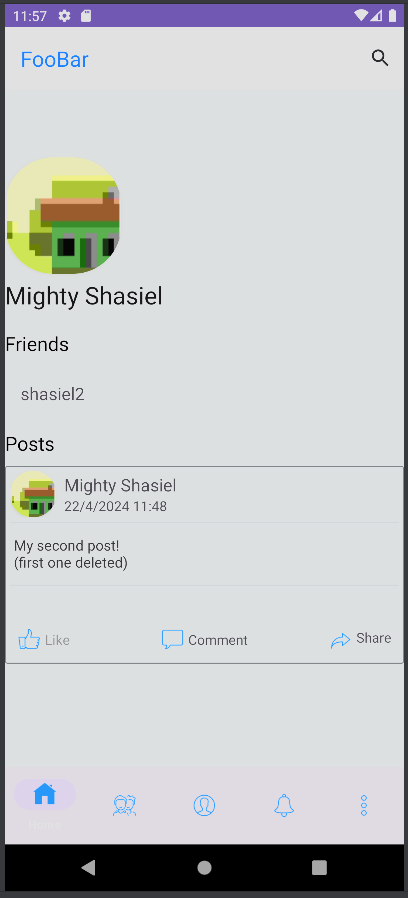 11:57
FooBar
Mighty Shasiel
Friends
shasiel2
Posts
Mighty Shasiel
22/4/2024 11:48
My second post!
(first one deleted)
Like
Comment
Share